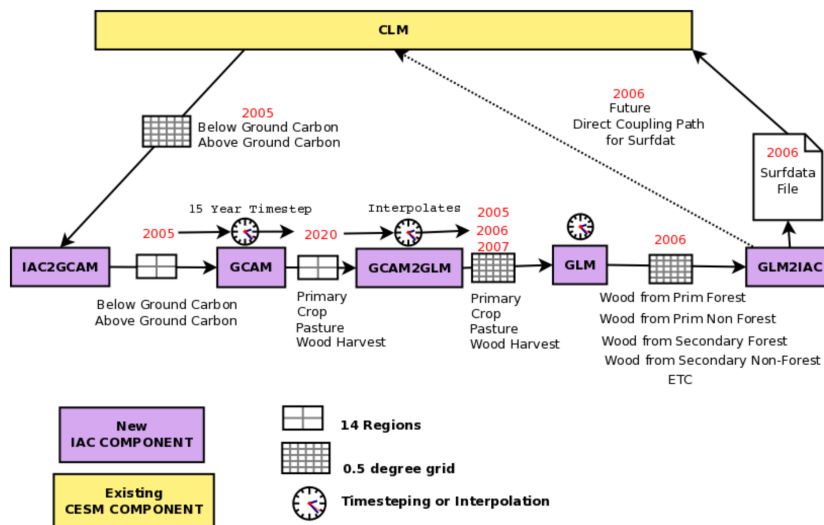 CLM
2005
Below Ground Carbon
Above Ground Carbon
2006
Future
Direct Coupling Path
for Surfdat
2006
Surfdata
File
15 Year Timestep
Interpolates
2005
2020
2005
2006
2007
2006
IAC2GCAM
GCAM
GCAM2GLM
GLM
GLM2IAC
Below Ground Carbon
Above Ground Carbon
Primary
Crop
Pasture
Wood Harvest
Primary
Crop
Pasture
Wood Harvest
Wood from Prim Forest
Wood from Prim Non Forest
Wood from Secondary Forest
Wood from Secondary Non-Forest
ETC
New
IAC COMPONENT
Existing
CESM COMPONENT
14 Regions
0.5 degree grid
Timesteping or Interpolation